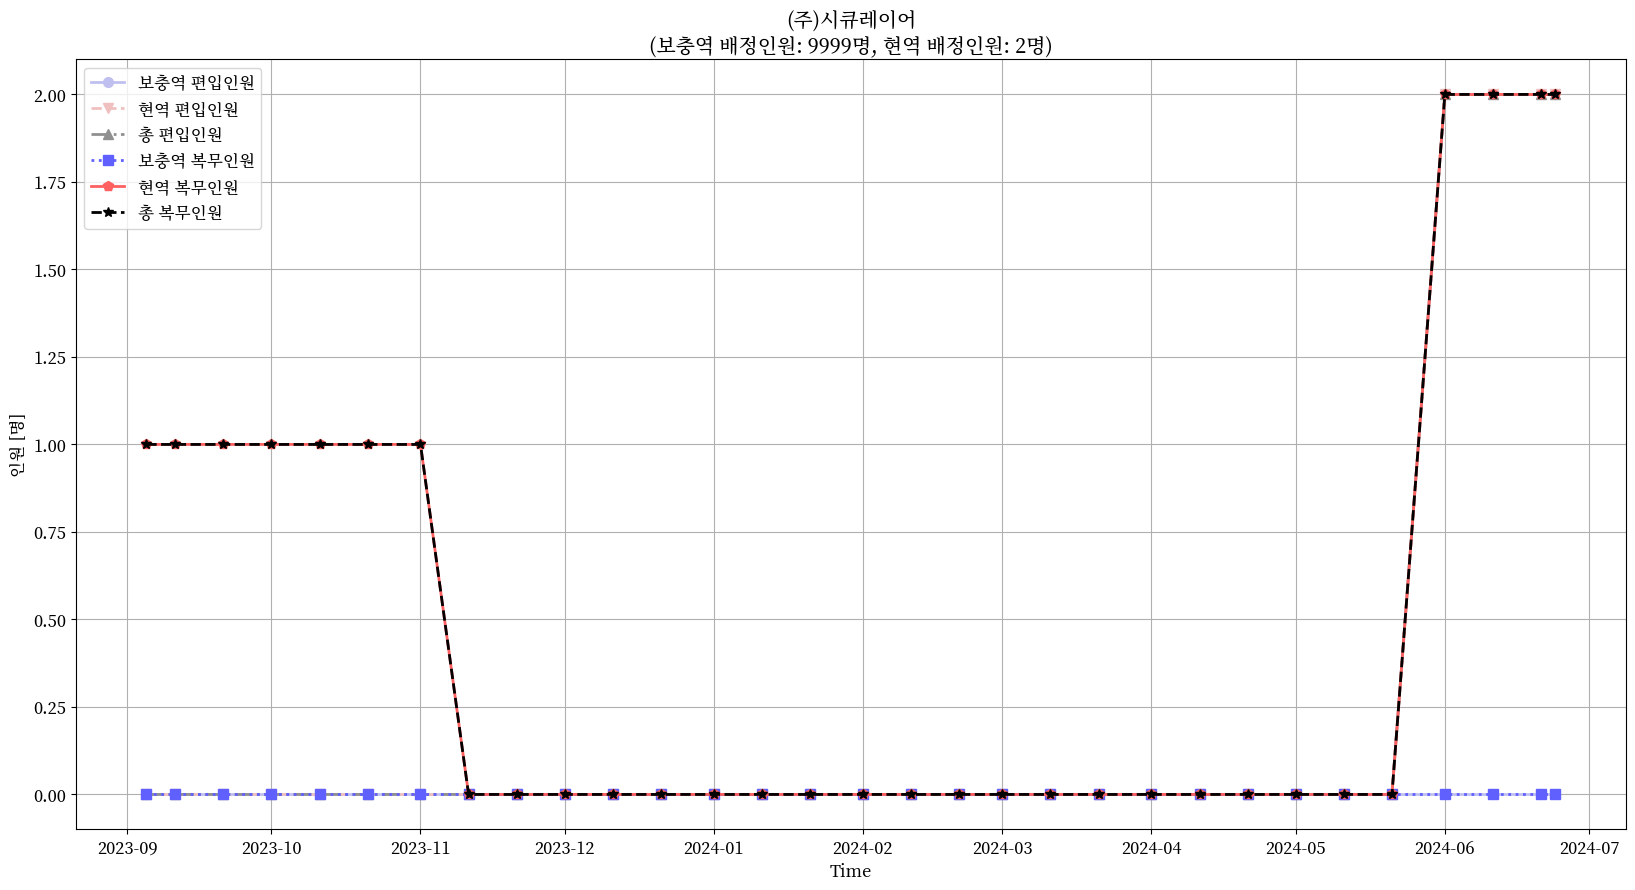 (주)시큐레이어
(보충역 배정인원: 9999명, 현역 배정인원: 2명)
보충역 편입인원
현역 편입인원
총 편입인원
보충역 복무인원
현역 복무인원
총 복무인원
2.00
1.75
1.50
1.25
1.00
0.75
0.50
0.25
0.00
인원 [명]
2023-09 2023-10 2023-11 2023-12 2024-01 2024-02 2024-03 2024-04 2024-05 2024-06 2024-07
Time